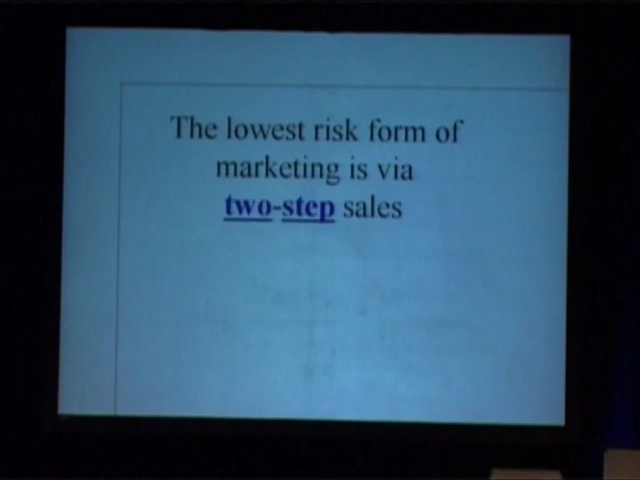 The lowest risk form of
marketing is via
two-step sales